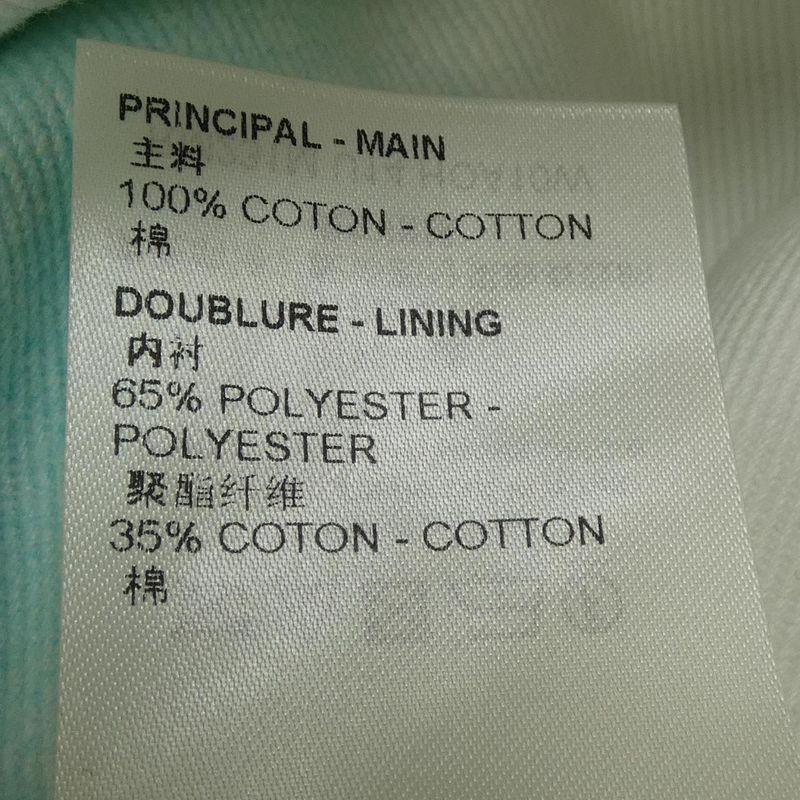 PRINCIPAL - MAIN
主料
100% COTON - COTTON
棉
DOUBLURE - LINING
内衬
65% POLYESTER -
POLYESTER
聚酯纤维
35% COTON - COTTON
棉